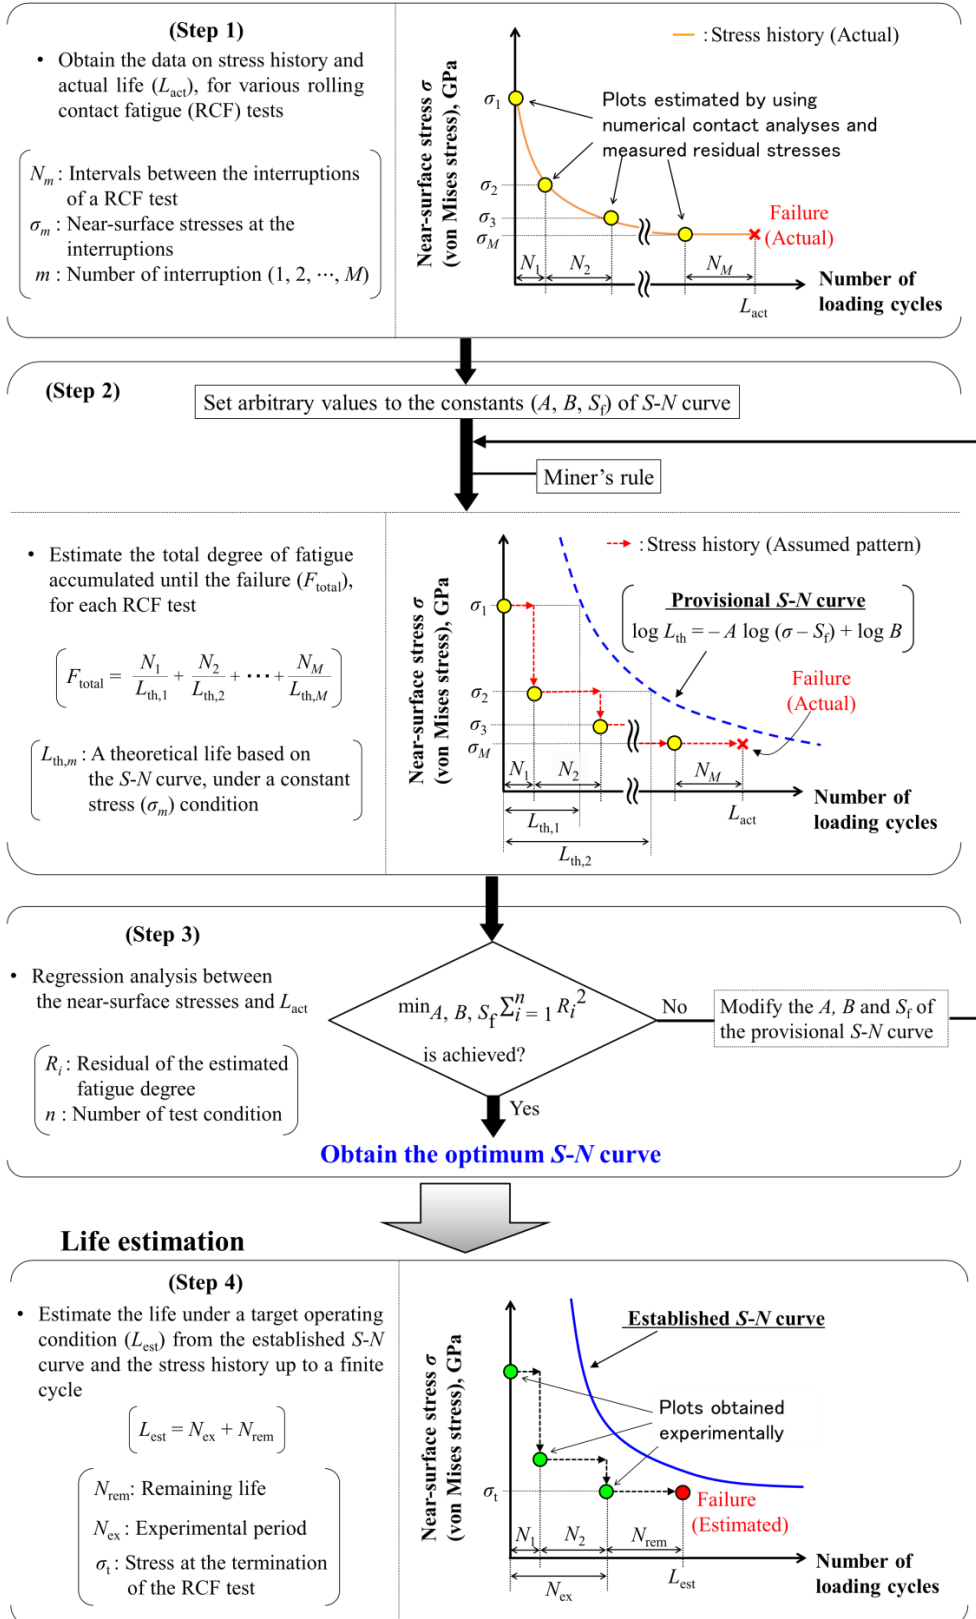 (Step 1)
• Obtain the data on stress history and
actual life (Lact), for various rolling
contact fatigue (RCF) tests
Nm : Intervals between the interruptions
of a RCF test
σm : Near-surface stresses at the
interruptions
m : Number of interruption (1, 2, ⋯, M)
Near-surface stress σ
(von Mises stress), GPa
: Stress history (Actual)
σ1
Plots estimated by using
numerical contact analyses and
measured residual stresses
σ2
σ3
σM
Failure
(Actual)
N1
N2
NM
Lact
Number of
loading cycles
(Step 2)
Set arbitrary values to the constants (A, B, Sf) of S-N curve
Miner's rule
• Estimate the total degree of fatigue
accumulated until the failure (Ftotal),
for each RCF test
Ftotal = N1/Lth,1 + N2/Lth,2 + ⋯ + NM/Lth,M
Lth,m : A theoretical life based on
the S-N curve, under a constant
stress (σm) condition
Near-surface stress σ
(von Mises stress), GPa
: Stress history (Assumed pattern)
Provisional S-N curve
log Lth = – A log (σ – Sf) + log B
σ1
σ2
σ3
σM
Failure
(Actual)
N1
N2
NM
Lth,1
Lth,2
Lact
Number of
loading cycles
(Step 3)
• Regression analysis between
the near-surface stresses and Lact
Ri : Residual of the estimated
fatigue degree
n : Number of test condition
min A, B, Sf ∑ni = 1 Ri2
is achieved?
No
Modify the A, B and Sf of
the provisional S-N curve
Yes
Obtain the optimum S-N curve
Life estimation
(Step 4)
• Estimate the life under a target operating
condition (Lest) from the established S-N
curve and the stress history up to a finite
cycle
Lest = Nex + Nrem
Nrem: Remaining life
Nex : Experimental period
σt : Stress at the termination
of the RCF test
Near-surface stress σ
(von Mises stress), GPa
Established S-N curve
Plots obtained
experimentally
σt
Failure
(Estimated)
N1
N2
Nrem
Nex
Lest
Number of
loading cycles